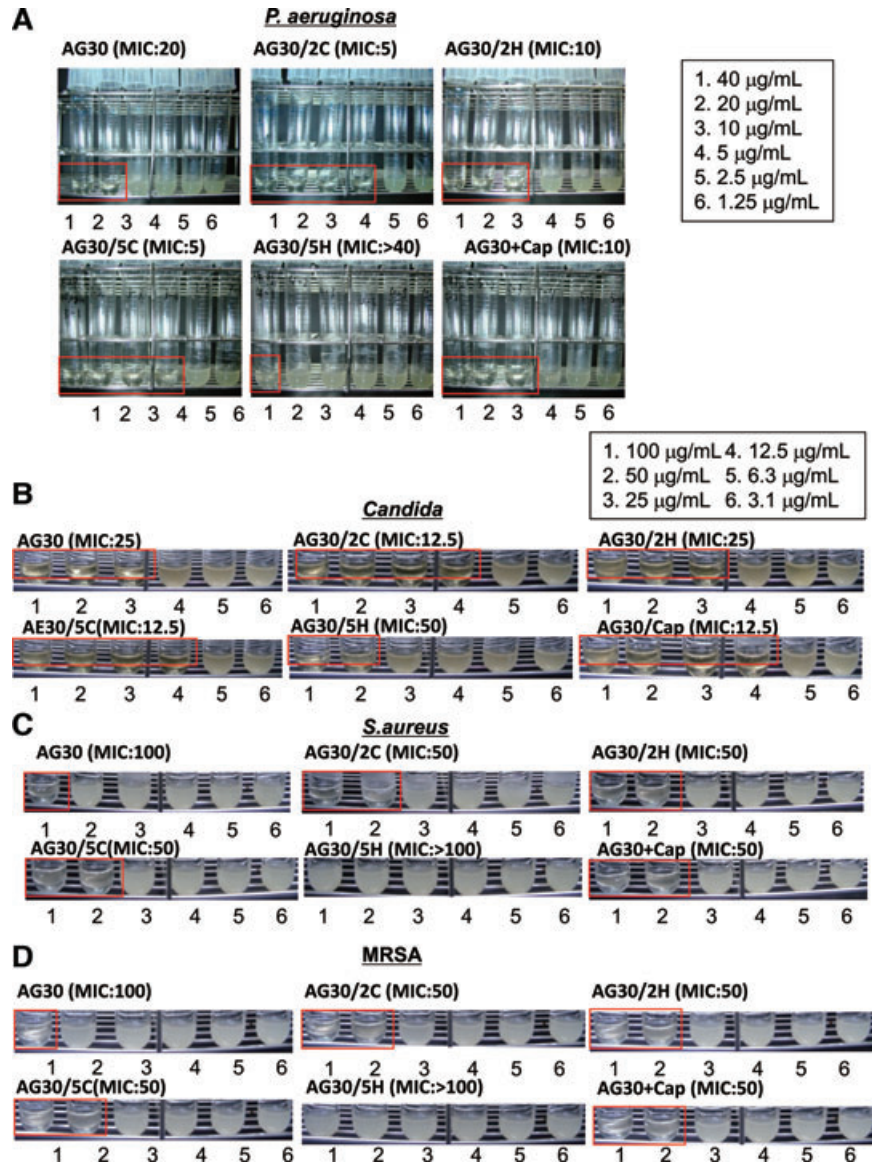 A
P. aeruginosa
AG30 (MIC:20)
AG30/2C (MIC:5)
AG30/2H (MIC:10)
1. 40 µg/mL
2. 20 µg/mL
3. 10 µg/mL
4. 5 µg/mL
5. 2.5 µg/mL
6. 1.25 µg/mL
1 2 3 4 5 6
1 2 3 4 5 6
1 2 3 4 5 6
AG30/5C (MIC:5)
AG30/5H (MIC:>40)
AG30+Cap (MIC:10)
1 2 3 4 5 6
1 2 3 4 5 6
1 2 3 4 5 6
1. 100 µg/mL 4. 12.5 µg/mL
2. 50 µg/mL 5. 6.3 µg/mL
3. 25 µg/mL 6. 3.1 µg/mL
B
Candida
AG30 (MIC:25)
AG30/2C (MIC:12.5)
AG30/2H (MIC:25)
1 2 3 4 5 6
1 2 3 4 5 6
1 2 3 4 5 6
AE30/5C(MIC:12.5)
AG30/5H (MIC:50)
AG30/Cap (MIC:12.5)
1 2 3 4 5 6
1 2 3 4 5 6
1 2 3 4 5 6
C
S.aureus
AG30 (MIC:100)
AG30/2C (MIC:50)
AG30/2H (MIC:50)
1 2 3 4 5 6
1 2 3 4 5 6
1 2 3 4 5 6
AG30/5C(MIC:50)
AG30/5H (MIC:>100)
AG30+Cap (MIC:50)
1 2 3 4 5 6
1 2 3 4 5 6
1 2 3 4 5 6
D
MRSA
AG30 (MIC:100)
AG30/2C (MIC:50)
AG30/2H (MIC:50)
1 2 3 4 5 6
1 2 3 4 5 6
1 2 3 4 5 6
AG30/5C(MIC:50)
AG30/5H (MIC:>100)
AG30+Cap (MIC:50)
1 2 3 4 5 6
1 2 3 4 5 6
1 2 3 4 5 6